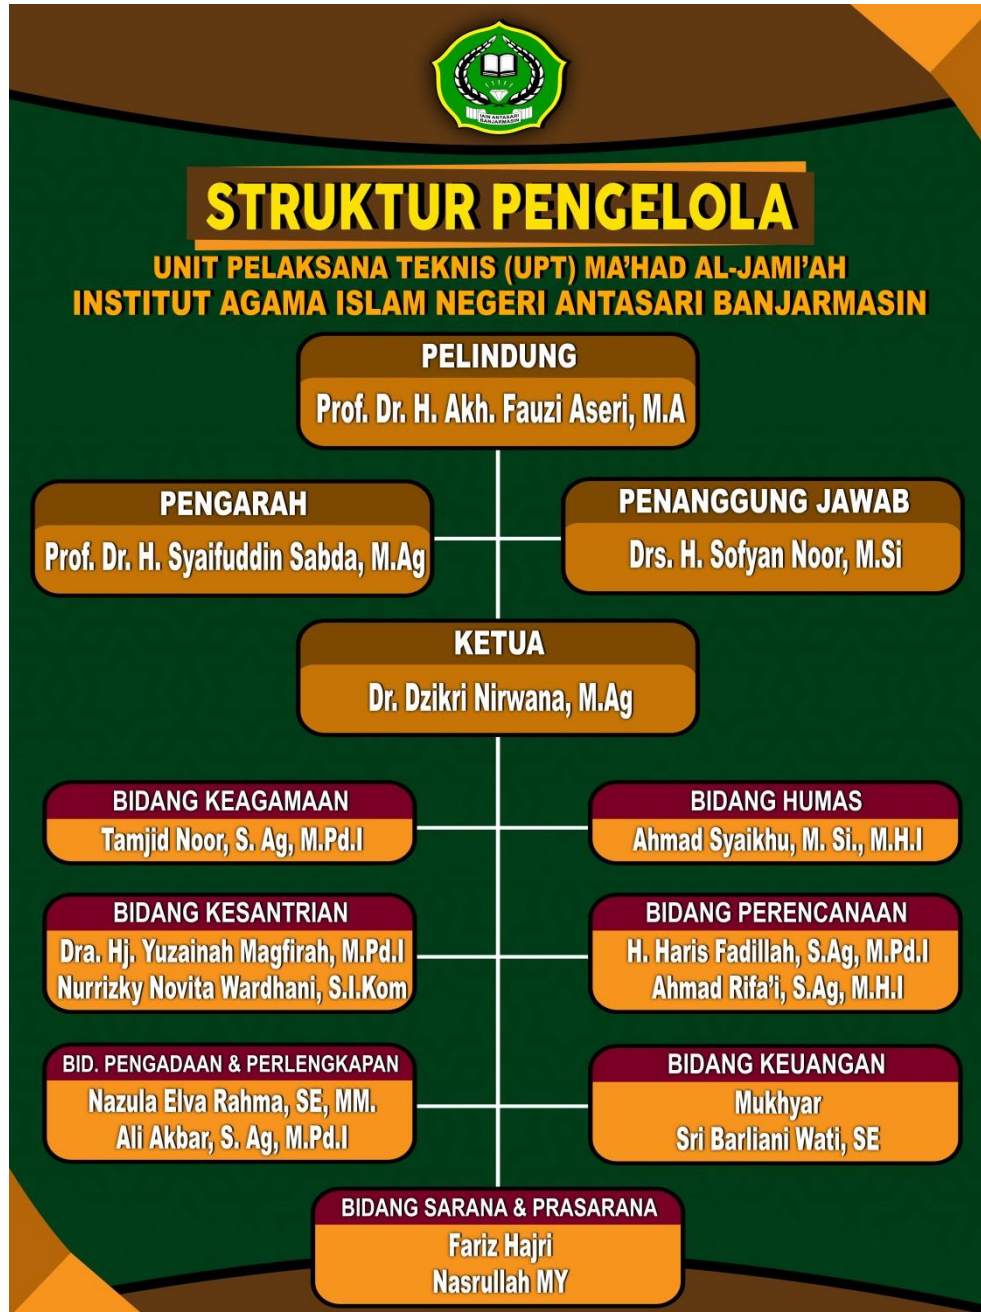 IAIN ANTASARI
BANJARMASIN
STRUKTUR PENGELOLA
UNIT PELAKSANA TEKNIS (UPT) MA'HAD AL-JAMI'AH
INSTITUT AGAMA ISLAM NEGERI ANTASARI BANJARMASIN
PELINDUNG
Prof. Dr. H. Akh. Fauzi Aseri, M.A
PENGARAH
Prof. Dr. H. Syaifuddin Sabda, M.Ag
PENANGGUNG JAWAB
Drs. H. Sofyan Noor, M.Si
KETUA
Dr. Dzikri Nirwana, M.Ag
BIDANG KEAGAMAAN
Tamjid Noor, S. Ag, M.Pd.I
BIDANG HUMAS
Ahmad Syaikhu, M. Si., M.H.I
BIDANG KESANTRIAN
Dra. Hj. Yuzainah Magfirah, M.Pd.I
Nurrizky Novita Wardhani, S.I.Kom
BIDANG PERENCANAAN
H. Haris Fadillah, S.Ag, M.Pd.I
Ahmad Rifa'i, S.Ag, M.H.I
BID. PENGADAAN & PERLENGKAPAN
Nazula Elva Rahma, SE, MM.
Ali Akbar, S. Ag, M.Pd.I
BIDANG KEUANGAN
Mukhyar
Sri Barliani Wati, SE
BIDANG SARANA & PRASARANA
Fariz Hajri
Nasrullah MY